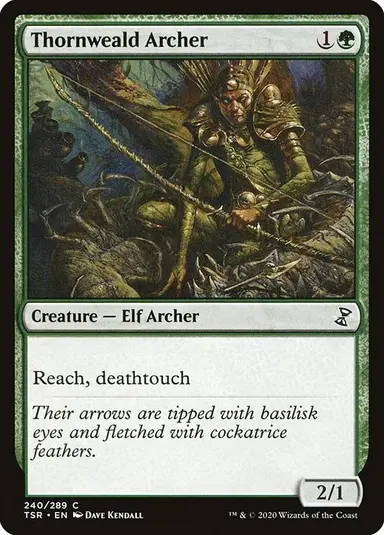 Thornweald Archer 1
Creature — Elf Archer
Reach, deathtouch
Their arrows are tipped with basilisk
eyes and fletched with cockatrice
feathers.
2/1
240/289 C
TSR • EN Dave Kendall
™ & © 2020 Wizards of the Coast